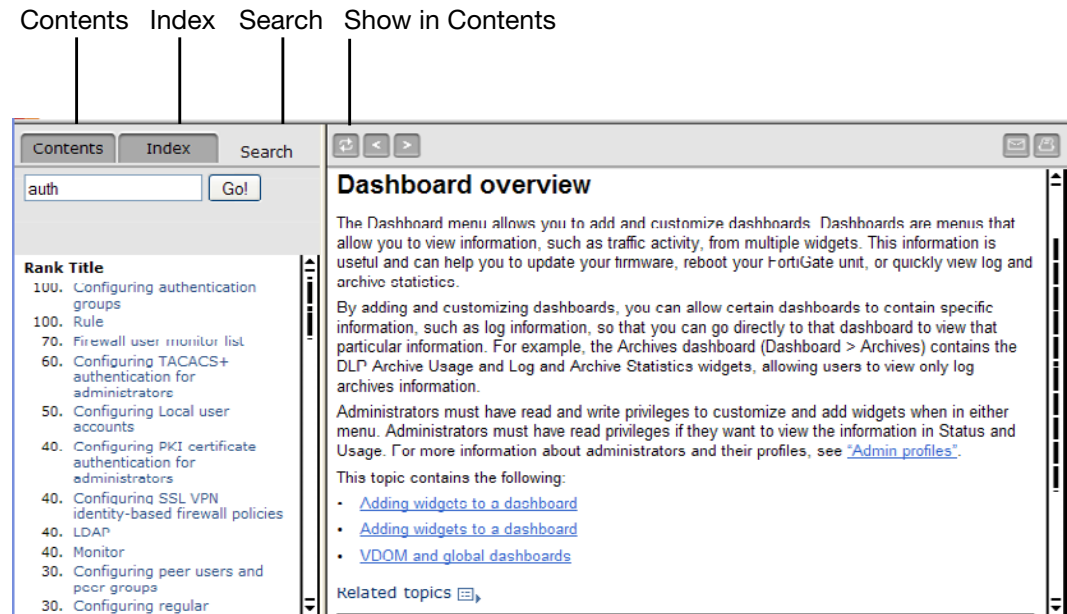 Contents Index Search Show in Contents
Contents Index Search
auth Go!
Rank Title
100. Configuring authentication
groups
100. Rule
70. Firewall user monitor list
60. Configuring TACACS+
authentication for
administrators
50. Configuring Local user
accounts
40. Configuring PKI certificate
authentication for
administrators
40. Configuring SSL VPN
identity-based firewall policies
40. LDAP
40. Monitor
30. Configuring peer users and
peer groups
30. Configuring regular
Dashboard overview
The Dashboard menu allows you to add and customize dashboards. Dashboards are menus that
allow you to view information, such as traffic activity, from multiple widgets. This information is
useful and can help you to update your firmware, reboot your FortiGate unit, or quickly view log and
archive statistics.
By adding and customizing dashboards, you can allow certain dashboards to contain specific
information, such as log information, so that you can go directly to that dashboard to view that
particular information. For example, the Archives dashboard (Dashboard > Archives) contains the
DLP Archive Usage and Log and Archive Statistics widgets, allowing users to view only log
archives information.
Administrators must have read and write privileges to customize and add widgets when in either
menu. Administrators must have read privileges if they want to view the information in Status and
Usage. For more information about administrators and their profiles, see “Admin profiles”.
This topic contains the following:
• Adding widgets to a dashboard
• Adding widgets to a dashboard
• VDOM and global dashboards
Related topics